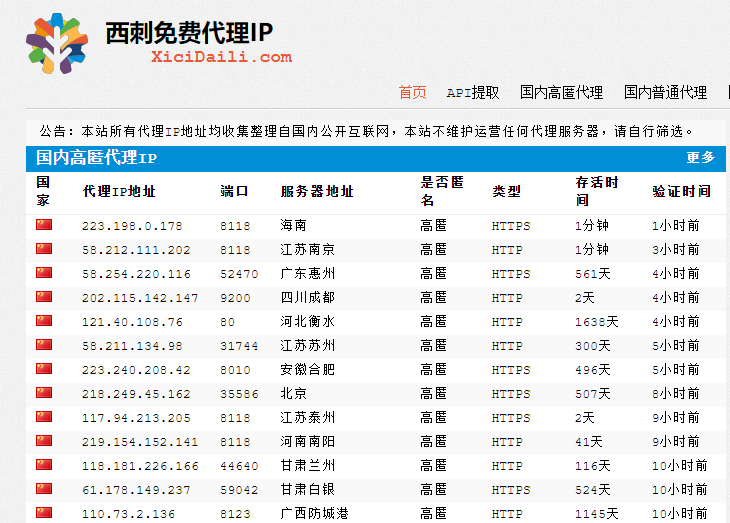 西刺免费代理IP
XiciDaili.com
首页 API提取 国内高匿代理 国内普通代理
公告：本站所有代理IP地址均收集整理自国内公开互联网，本站不维护运营任何代理服务器，请自行筛选。
国内高匿代理IP 更多
国家 代理IP地址 端口 服务器地址 是否匿名 类型 存活时间 验证时间
223.198.0.178 8118 海南 高匿 HTTPS 1分钟 1小时前
58.212.111.202 8118 江苏南京 高匿 HTTP 1分钟 3小时前
58.254.220.116 52470 广东惠州 高匿 HTTPS 561天 4小时前
202.115.142.147 9200 四川成都 高匿 HTTP 2天 4小时前
121.40.108.76 80 河北衡水 高匿 HTTP 1638天 4小时前
58.211.134.98 31744 江苏苏州 高匿 HTTP 300天 5小时前
223.240.208.42 8010 安徽合肥 高匿 HTTPS 496天 5小时前
218.249.45.162 35586 北京 高匿 HTTPS 507天 8小时前
117.94.213.205 8118 江苏泰州 高匿 HTTPS 2天 9小时前
219.154.152.141 8118 河南南阳 高匿 HTTP 41天 9小时前
118.181.226.166 44640 甘肃兰州 高匿 HTTP 116天 10小时前
61.178.149.237 59042 甘肃白银 高匿 HTTPS 524天 10小时前
110.73.2.136 8123 广西防城港 高匿 HTTP 1145天 10小时前